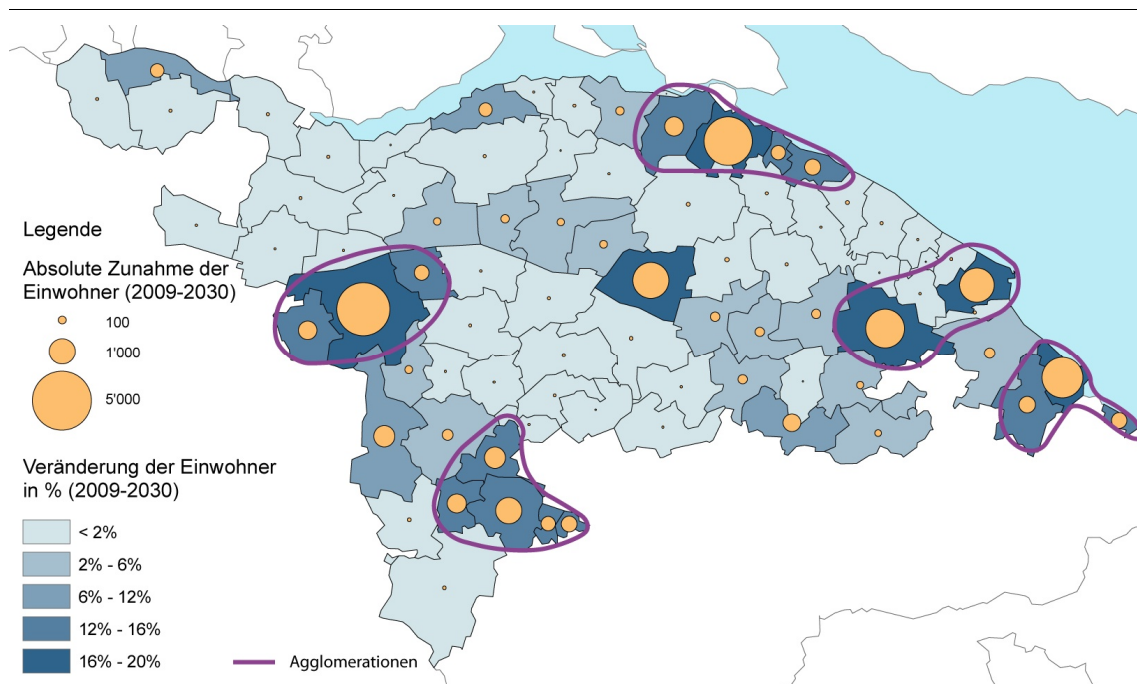 Legende
Absolute Zunahme der
Einwohner (2009-2030)
100
1'000
5'000
Veränderung der Einwohner
in % (2009-2030)
< 2%
2% - 6%
6% - 12%
12% - 16%
16% - 20%
Agglomerationen